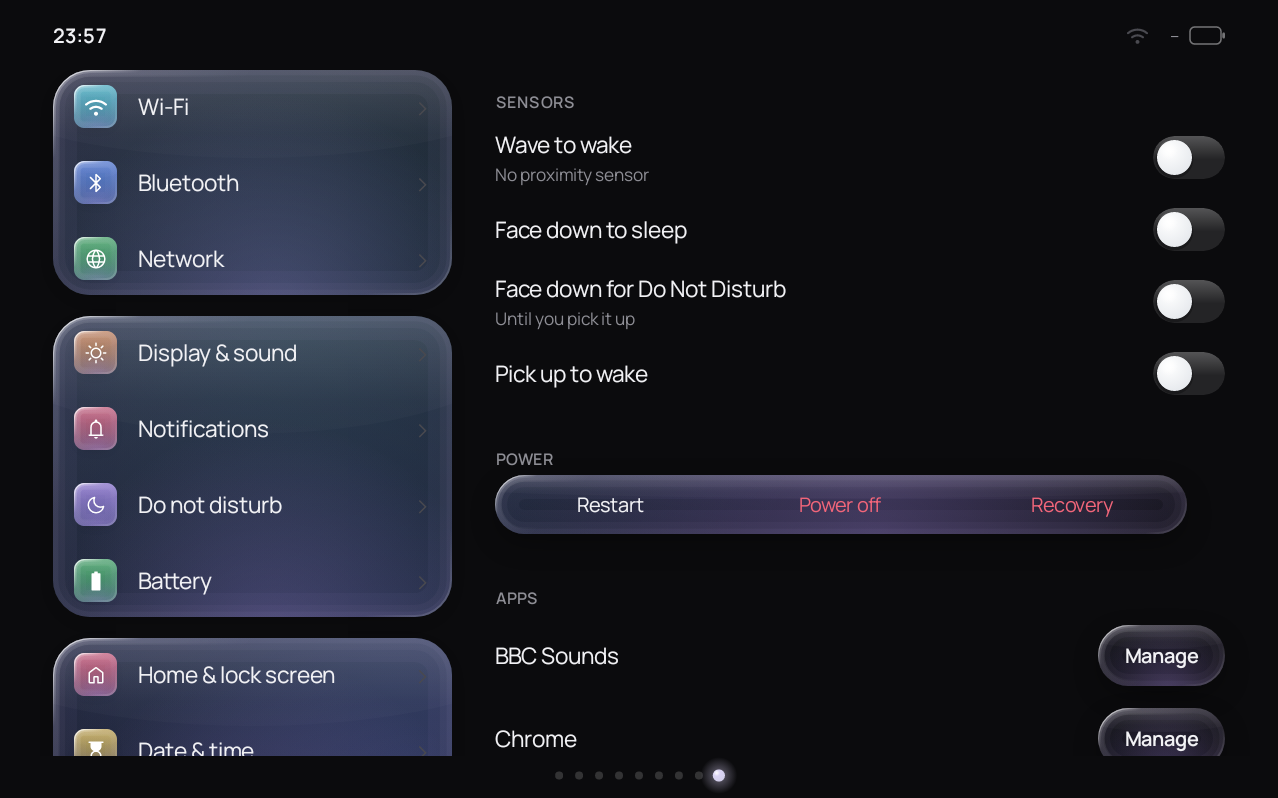 23:57
–
Wi-Fi
Bluetooth
Network
Display & sound
Notifications
Do not disturb
Battery
Home & lock screen
Date & time
SENSORS
Wave to wake
No proximity sensor
Face down to sleep
Face down for Do Not Disturb
Until you pick it up
Pick up to wake
POWER
Restart Power off Recovery
APPS
BBC Sounds Manage
Chrome Manage